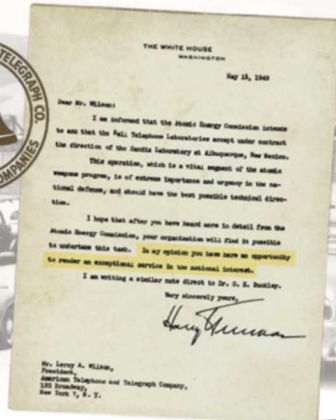 TELEGRAPH CO.
COMPANIES
THE WHITE HOUSE
WASHINGTON
May 13, 1949
Dear Mr. Wilson:
I am informed that the Atomic Energy Commission intends
to ask that the Bell Telephone Laboratories accept under contract
the direction of the Sandia Laboratory at Albuquerque, New Mexico.
This operation, which is a vital segment of the atomic
weapons program, is of extreme importance and urgency in the na-
tional defense, and should have the best possible technical direc-
tion.
I hope that after you have heard more in detail from the
Atomic Energy Commission, your organization will find it possible
to undertake this task. In my opinion you have here an opportunity
to render an exceptional service in the national interest.
I am writing a similar note direct to Dr. O. E. Buckley.
Very sincerely yours,
Harry Truman
Mr. Leroy A. Wilson,
President,
American Telephone and Telegraph Company,
195 Broadway,
New York 7, N. Y.